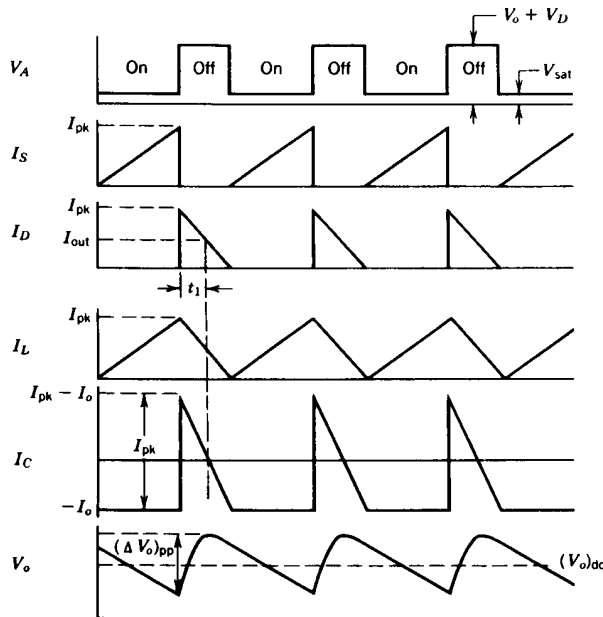 V_o + V_D
V_A
On
Off
On
Off
On
Off
V_sat
I_pk
I_S
I_pk
I_D
I_out
t_1
I_pk
I_L
I_pk − I_o
I_pk
I_C
−I_o
(Δ V_o)_pp
V_o
(V_o)_dc